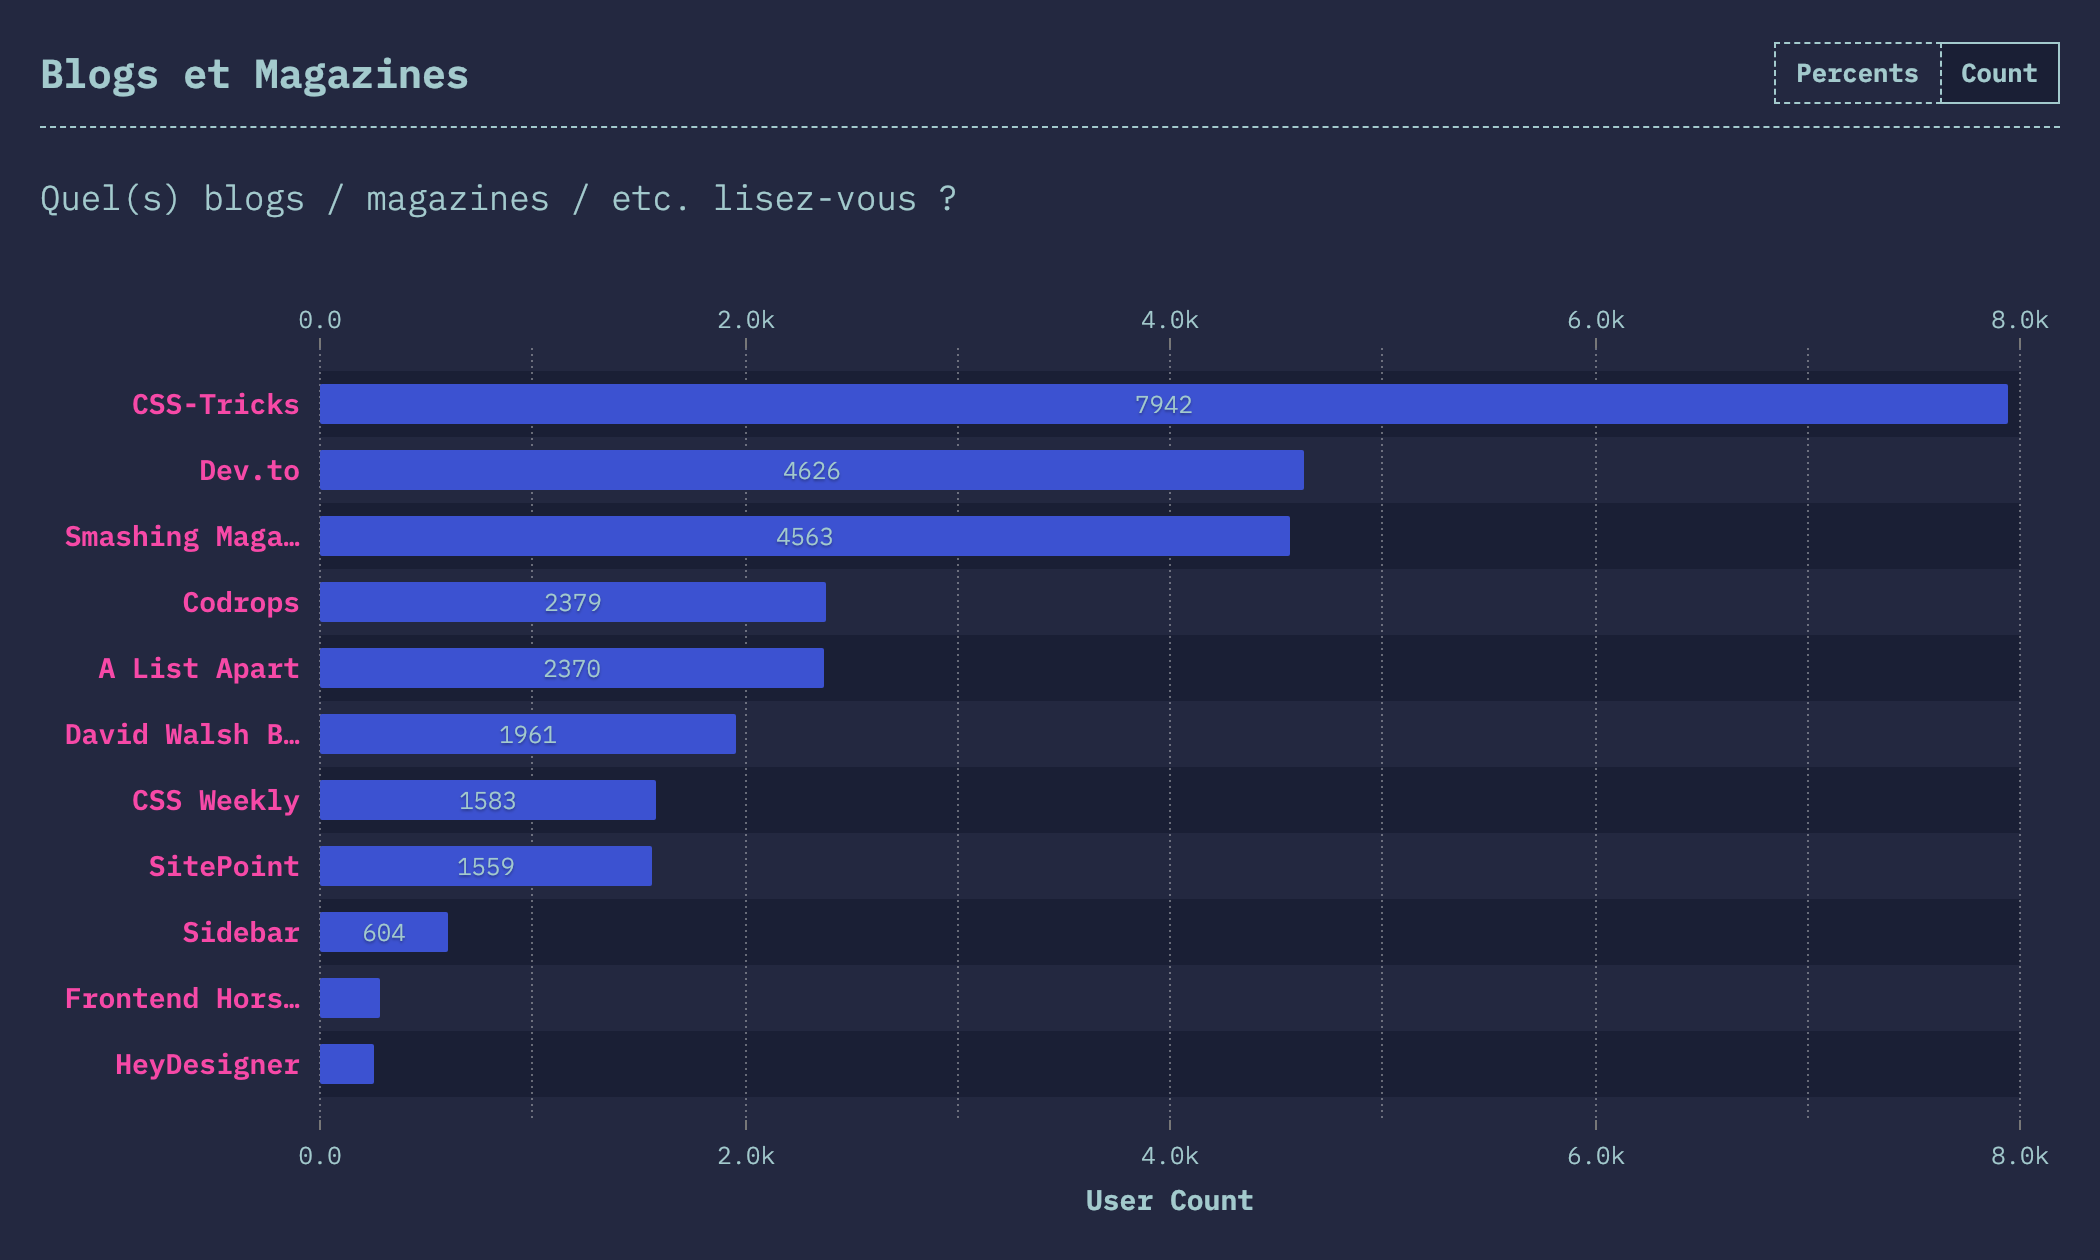 Blogs et Magazines
Percents Count
Quel(s) blogs / magazines / etc. lisez-vous ?
0.0 2.0k 4.0k 6.0k 8.0k
CSS-Tricks 7942
Dev.to 4626
Smashing Maga… 4563
Codrops 2379
A List Apart 2370
David Walsh B… 1961
CSS Weekly 1583
SitePoint 1559
Sidebar 604
Frontend Hors…
HeyDesigner
0.0 2.0k 4.0k 6.0k 8.0k
User Count